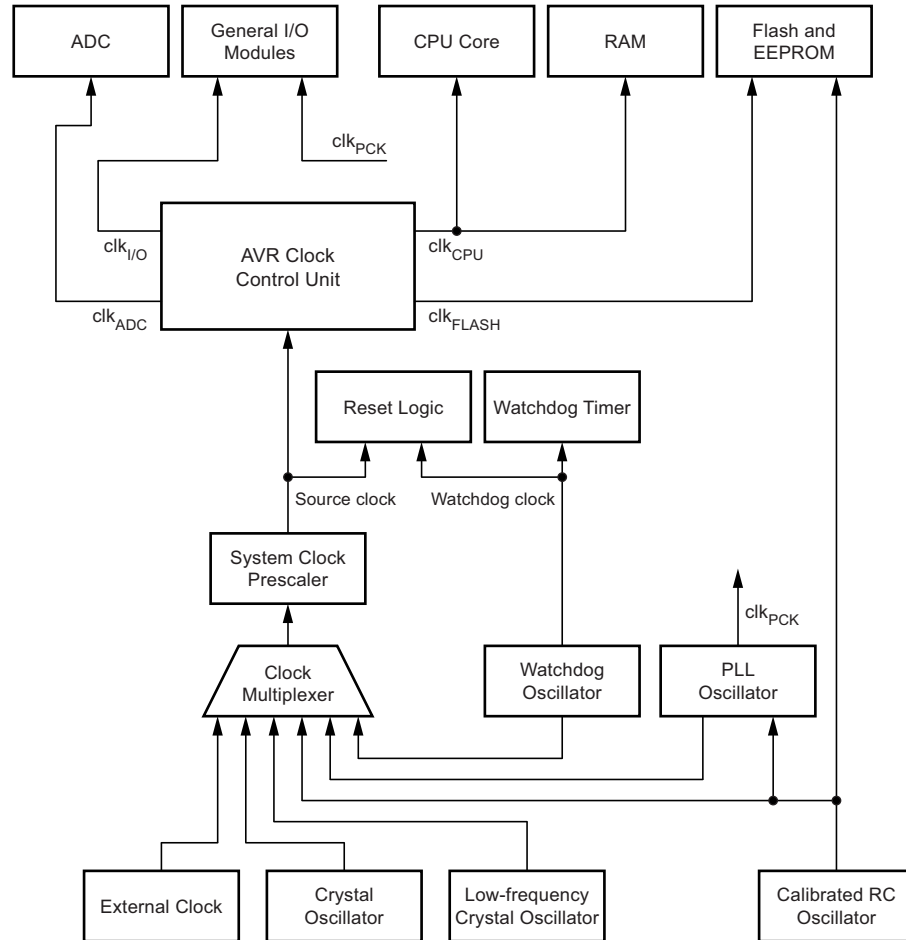 ADC
General I/O
Modules
CPU Core
RAM
Flash and
EEPROM
clkPCK
clkI/O
AVR Clock
Control Unit
clkCPU
clkADC
clkFLASH
Reset Logic
Watchdog Timer
Source clock
Watchdog clock
System Clock
Prescaler
clkPCK
Clock
Multiplexer
Watchdog
Oscillator
PLL
Oscillator
External Clock
Crystal
Oscillator
Low-frequency
Crystal Oscillator
Calibrated RC
Oscillator